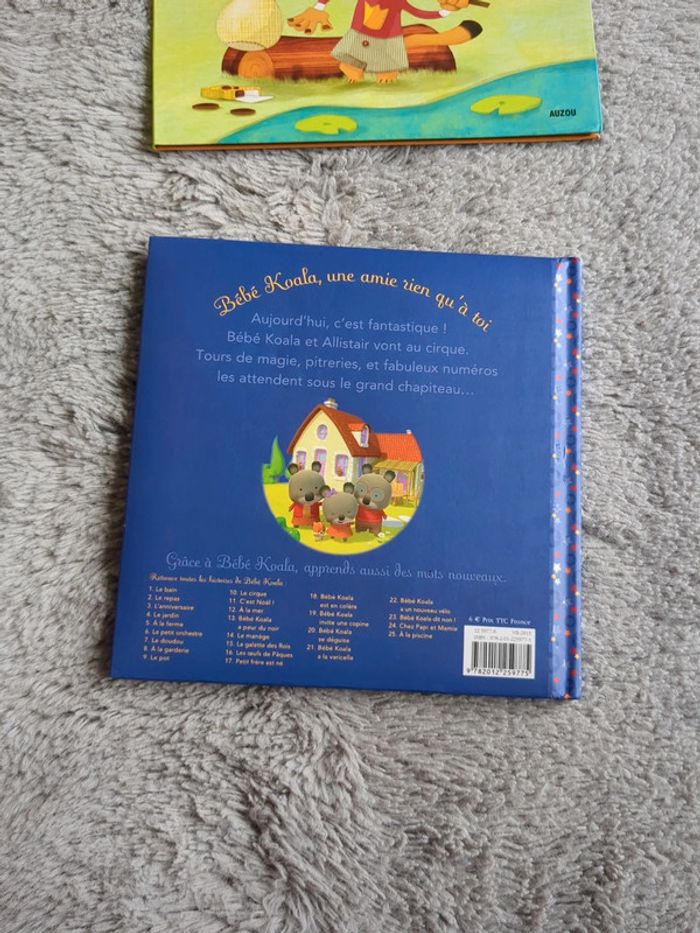 AUZOU
Bébé Koala, une amie rien qu'à toi
Aujourd'hui, c'est fantastique !
Bébé Koala et Allistair vont au cirque.
Tours de magie, pitreries, et fabuleux numéros
les attendent sous le grand chapiteau...
Grâce à Bébé Koala, apprends aussi des mots nouveaux.
Retrouve toutes les histoires de Bébé Koala :
1. Le bain
2. Le repas
3. L'anniversaire
4. Le jardin
5. À la ferme
6. Le petit orchestre
7. Le doudou
8. À la garderie
9. Le pot
10. Le cirque
11. C'est Noël !
12. À la mer
13. Bébé Koala
a peur du noir
14. Le manège
15. La galette des Rois
16. Les œufs de Pâques
17. Petit frère est né
18. Bébé Koala
est en colère
19. Bébé Koala
invite une copine
20. Bébé Koala
se déguise
21. Bébé Koala
a la varicelle
22. Bébé Koala
a un nouveau vélo
23. Bébé Koala dit non !
24. Chez Papi et Mamie
25. À la piscine
6 € Prix TTC France
9 782012 259775